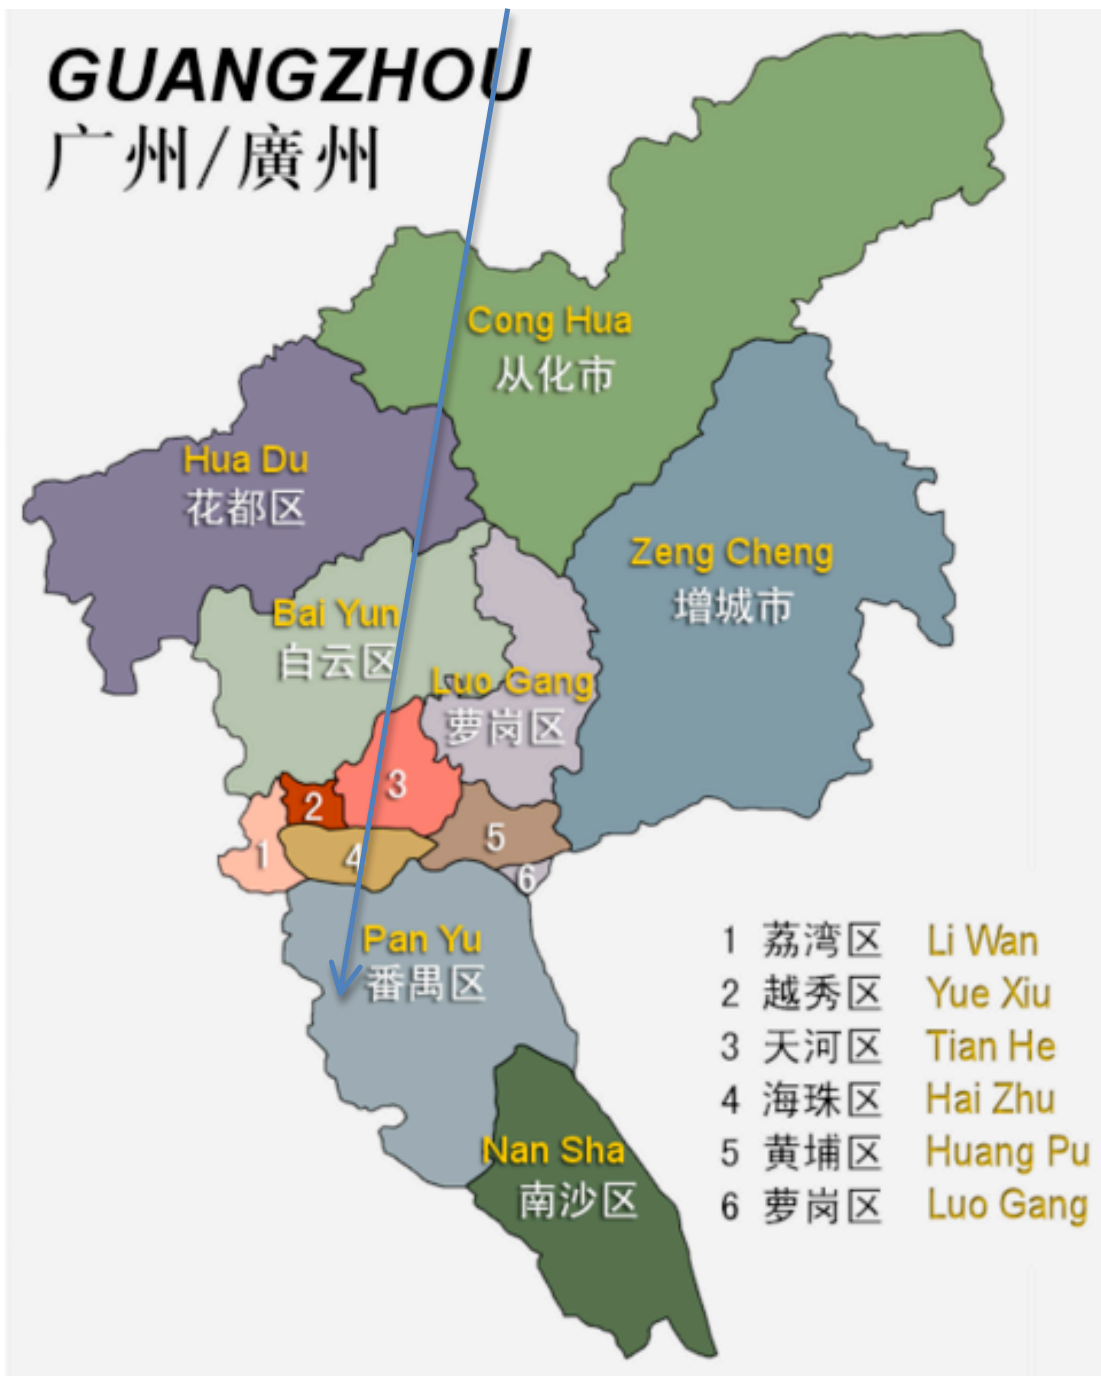 GUANGZHOU
广州/廣州
Cong Hua
从化市
Hua Du
花都区
Zeng Cheng
增城市
Bai Yun
白云区
Luo Gang
萝岗区
3
2
5
1
4
6
Pan Yu
番禺区
1 荔湾区 Li Wan
2 越秀区 Yue Xiu
3 天河区 Tian He
4 海珠区 Hai Zhu
5 黄埔区 Huang Pu
6 萝岗区 Luo Gang
Nan Sha
南沙区